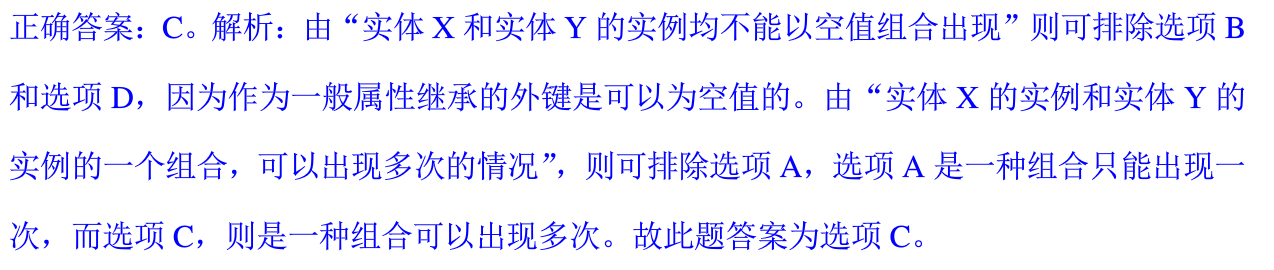 正确答案：C。解析：由“实体 X 和实体 Y 的实例均不能以空值组合出现”则可排除选项 B
和选项 D，因为作为一般属性继承的外键是可以为空值的。由“实体 X 的实例和实体 Y 的
实例的一个组合，可以出现多次的情况”，则可排除选项 A，选项 A 是一种组合只能出现一
次，而选项 C，则是一种组合可以出现多次。故此题答案为选项 C。